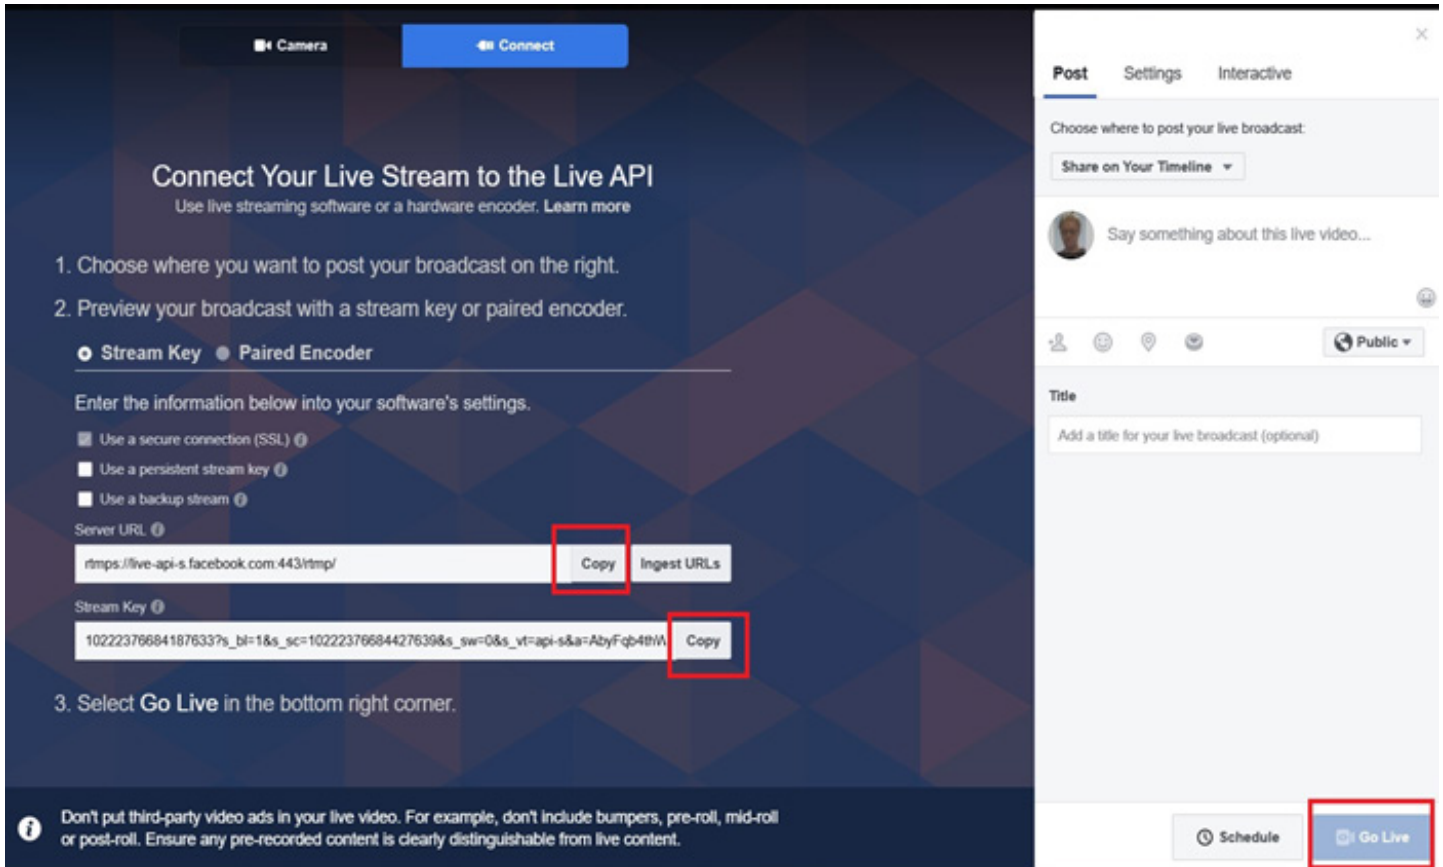 Camera
Connect
Connect Your Live Stream to the Live API
Use live streaming software or a hardware encoder. Learn more
1. Choose where you want to post your broadcast on the right.
2. Preview your broadcast with a stream key or paired encoder.
Stream Key Paired Encoder
Enter the information below into your software's settings.
Use a secure connection (SSL)
Use a persistent stream key
Use a backup stream
Server URL
rtmps://live-api-s.facebook.com:443/rtmp/
Copy
Ingest URLs
Stream Key
10222376684187633?s_bl=1&s_sc=10222376684427639&s_sw=0&s_vt=api-s&a=AbyFqb4thW
Copy
3. Select Go Live in the bottom right corner.
Don't put third-party video ads in your live video. For example, don't include bumpers, pre-roll, mid-roll
or post-roll. Ensure any pre-recorded content is clearly distinguishable from live content.
Post Settings Interactive
Choose where to post your live broadcast:
Share on Your Timeline
Say something about this live video...
Public
Title
Add a title for your live broadcast (optional)
Schedule
Go Live